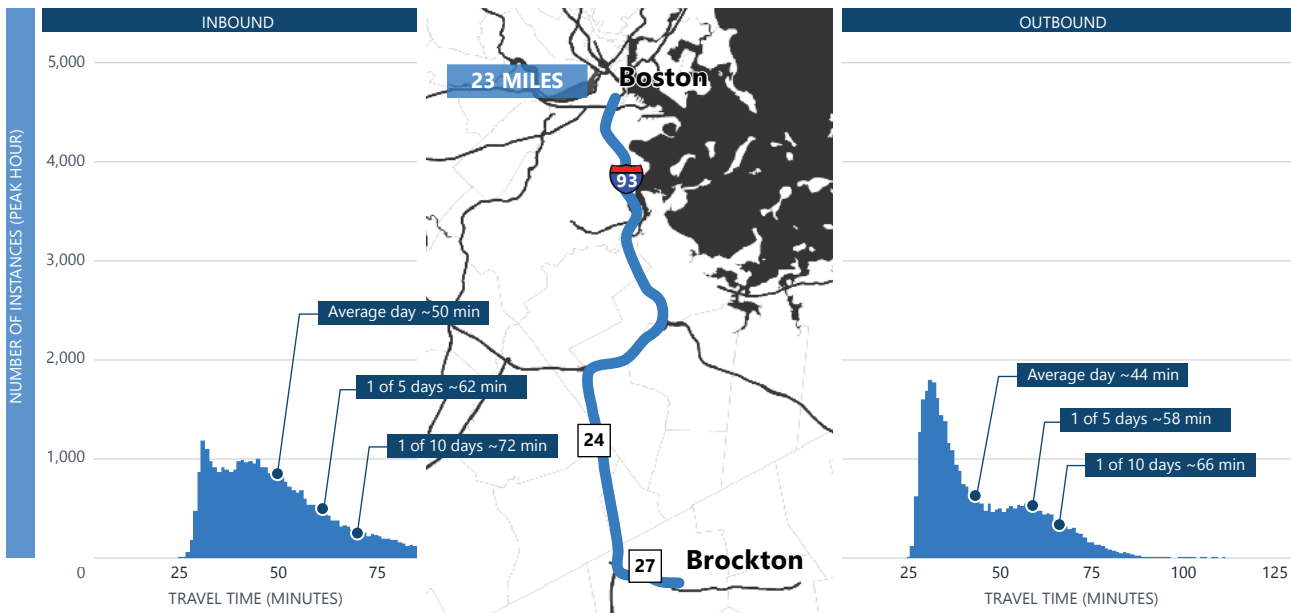 INBOUND
OUTBOUND
NUMBER OF INSTANCES (PEAK HOUR)
5,000
4,000
3,000
2,000
1,000
0
Average day ~50 min
1 of 5 days ~62 min
1 of 10 days ~72 min
25
50
75
TRAVEL TIME (MINUTES)
23 MILES
Boston
93
24
27
Brockton
Average day ~44 min
1 of 5 days ~58 min
1 of 10 days ~66 min
25
50
75
100
125
TRAVEL TIME (MINUTES)